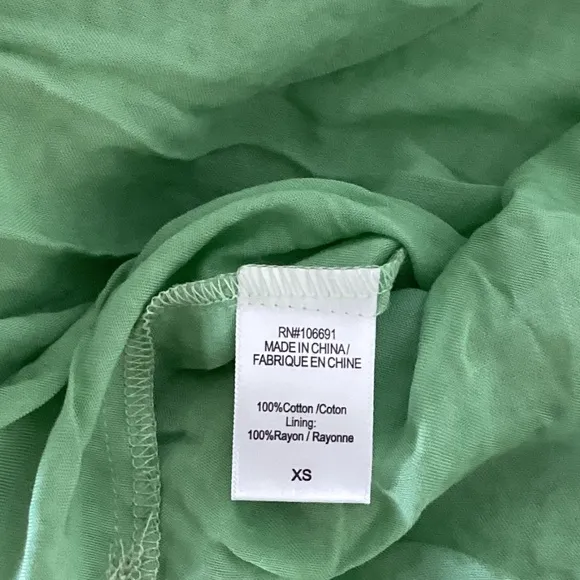 RN#106691
MADE IN CHINA/
FABRIQUE EN CHINE
100%Cotton /Coton
Lining:
100%Rayon / Rayonne
XS